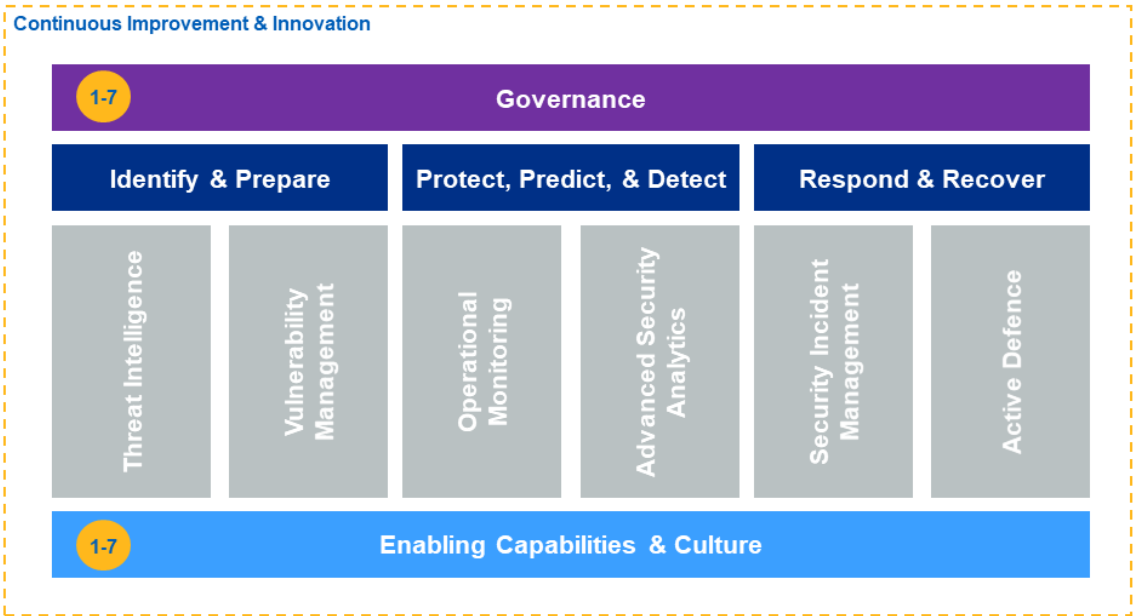 Continuous Improvement & Innovation
1-7
Governance
Identify & Prepare
Protect, Predict, & Detect
Respond & Recover
Threat Intelligence
Vulnerability
Management
Operational
Monitoring
Advanced Security
Analytics
Security Incident
Management
Active Defence
1-7
Enabling Capabilities & Culture